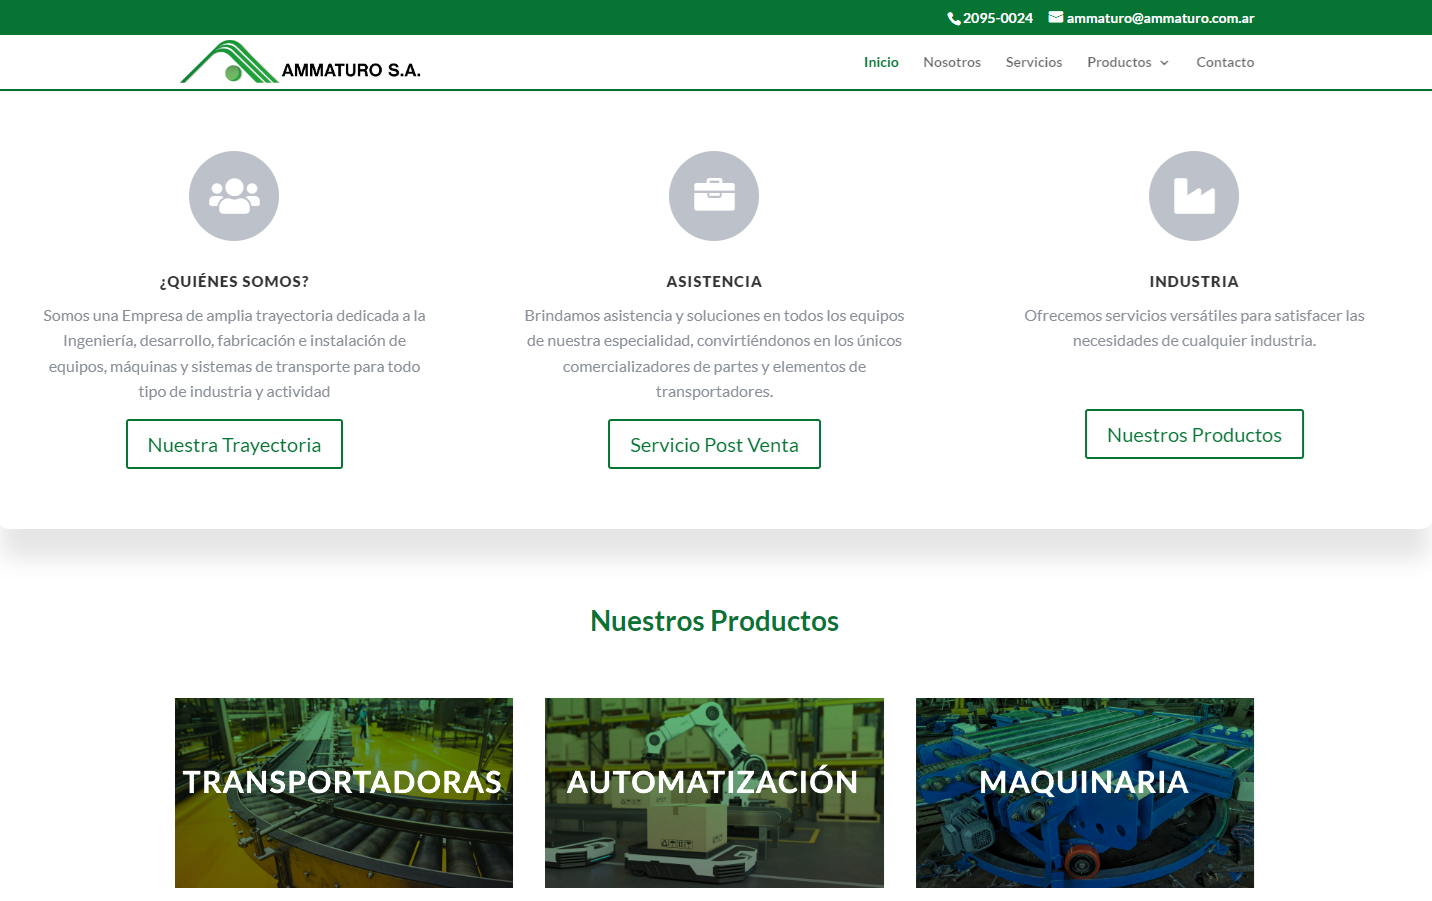 2095-0024 ammaturo@ammaturo.com.ar
AMMATURO S.A.
Inicio Nosotros Servicios Productos Contacto
¿QUIÉNES SOMOS?
Somos una Empresa de amplia trayectoria dedicada a la
Ingeniería, desarrollo, fabricación e instalación de
equipos, máquinas y sistemas de transporte para todo
tipo de industria y actividad
Nuestra Trayectoria
ASISTENCIA
Brindamos asistencia y soluciones en todos los equipos
de nuestra especialidad, convirtiéndonos en los únicos
comercializadores de partes y elementos de
transportadores.
Servicio Post Venta
INDUSTRIA
Ofrecemos servicios versátiles para satisfacer las
necesidades de cualquier industria.
Nuestros Productos
Nuestros Productos
TRANSPORTADORAS
AUTOMATIZACIÓN
MAQUINARIA